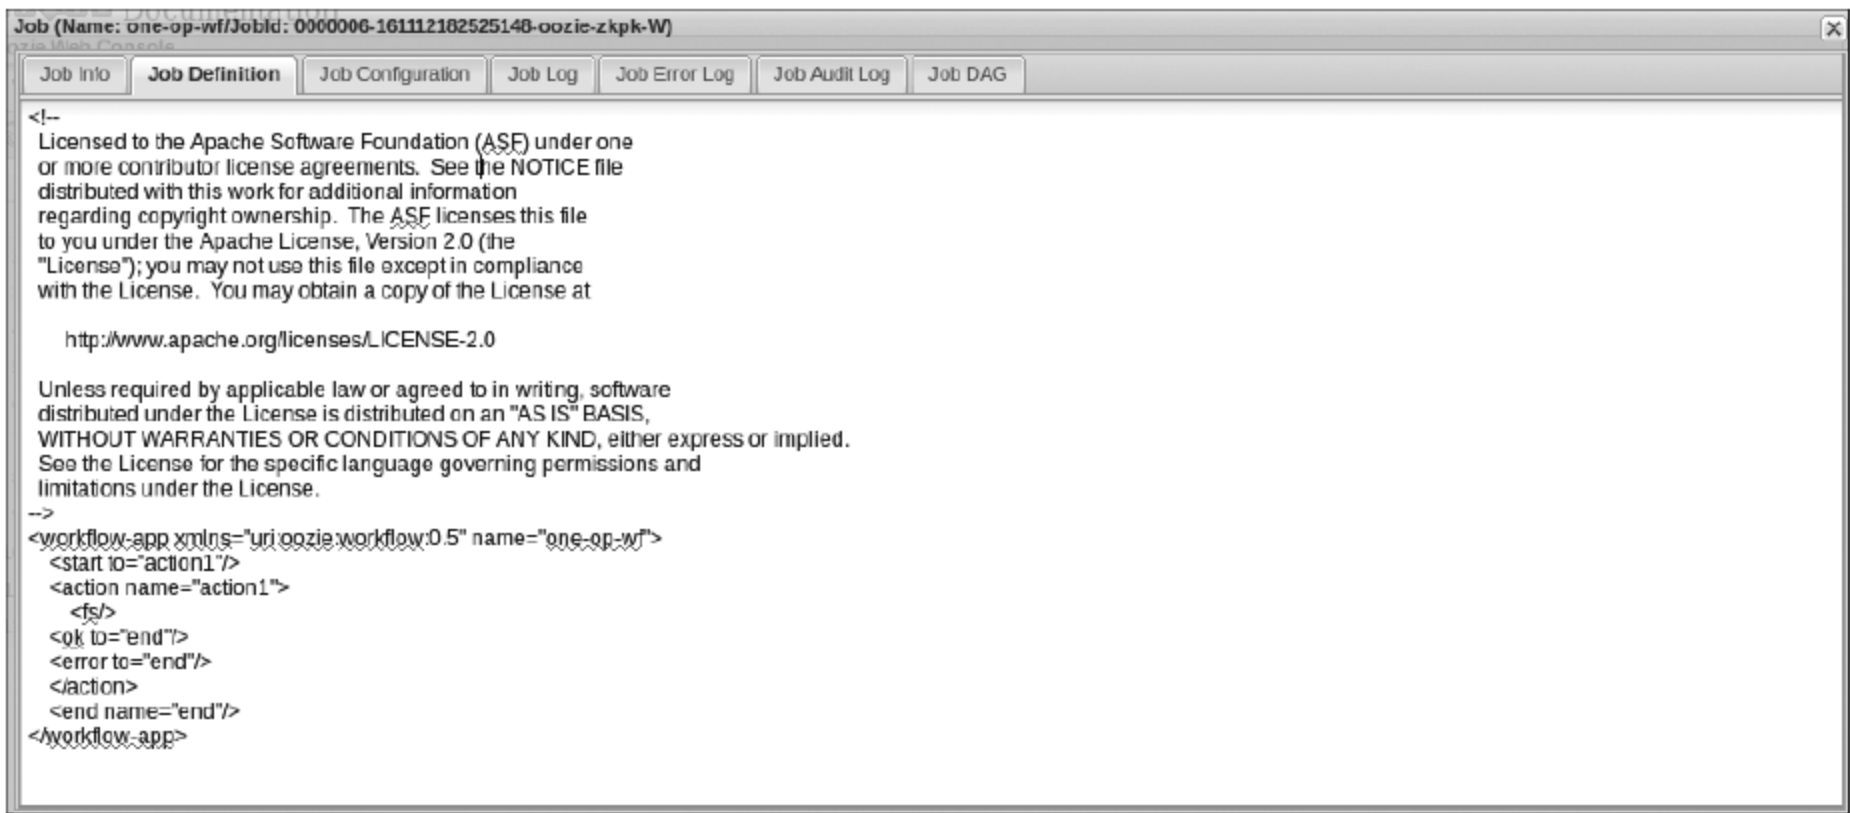 Documentation
Job (Name: one-op-wf/JobId: 0000006-161112182525148-oozie-zkpk-W)
ozie Web Console
Job Info Job Definition Job Configuration Job Log Job Error Log Job Audit Log Job DAG
<!--
Licensed to the Apache Software Foundation (ASF) under one
or more contributor license agreements.  See the NOTICE file
distributed with this work for additional information
regarding copyright ownership.  The ASF licenses this file
to you under the Apache License, Version 2.0 (the
"License"); you may not use this file except in compliance
with the License.  You may obtain a copy of the License at
http://www.apache.org/licenses/LICENSE-2.0
Unless required by applicable law or agreed to in writing, software
distributed under the License is distributed on an "AS IS" BASIS,
WITHOUT WARRANTIES OR CONDITIONS OF ANY KIND, either express or implied.
See the License for the specific language governing permissions and
limitations under the License.
-->
<workflow-app xmlns="uri:oozie:workflow:0.5" name="one-op-wf">
<start to="action1"/>
<action name="action1">
<fs/>
<ok to="end"/>
<error to="end"/>
</action>
<end name="end"/>
</workflow-app>